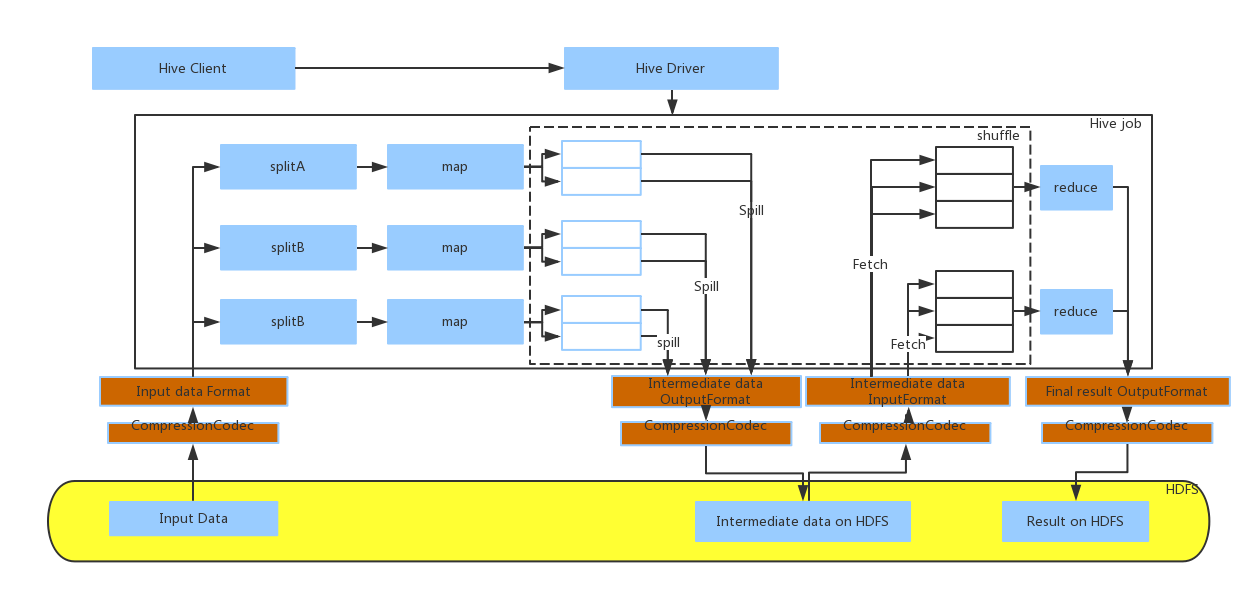 Hive Client
Hive Driver
Hive job
shuffle
splitA
map
reduce
Spill
splitB
map
Fetch
Spill
splitB
map
spill
Fetch
reduce
Input data Format
Intermediate data
OutputFormat
Intermediate data
InputFormat
Final result OutputFormat
CompressionCodec
CompressionCodec
CompressionCodec
CompressionCodec
HDFS
Input Data
Intermediate data on HDFS
Result on HDFS